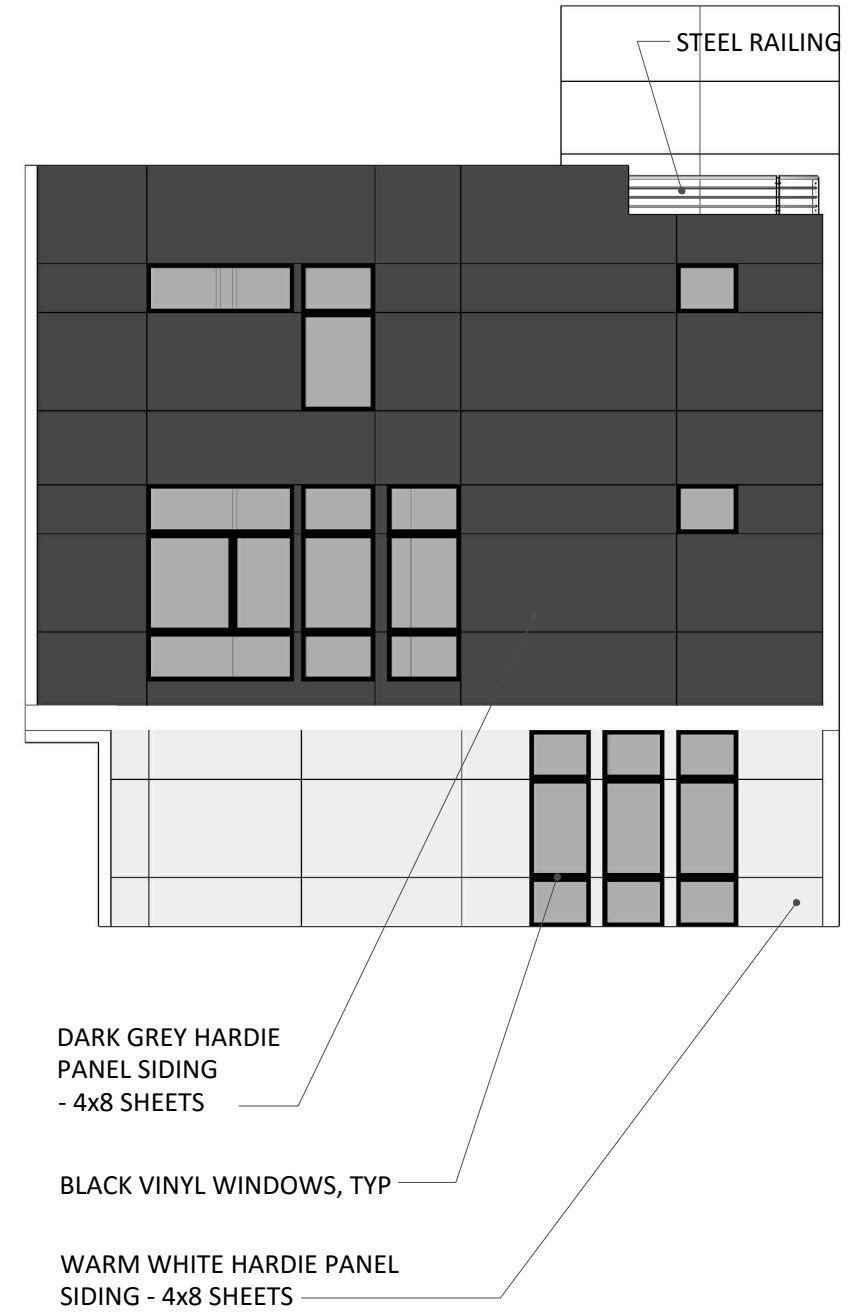 STEEL RAILING
DARK GREY HARDIE
PANEL SIDING
- 4x8 SHEETS
BLACK VINYL WINDOWS, TYP
WARM WHITE HARDIE PANEL
SIDING - 4x8 SHEETS